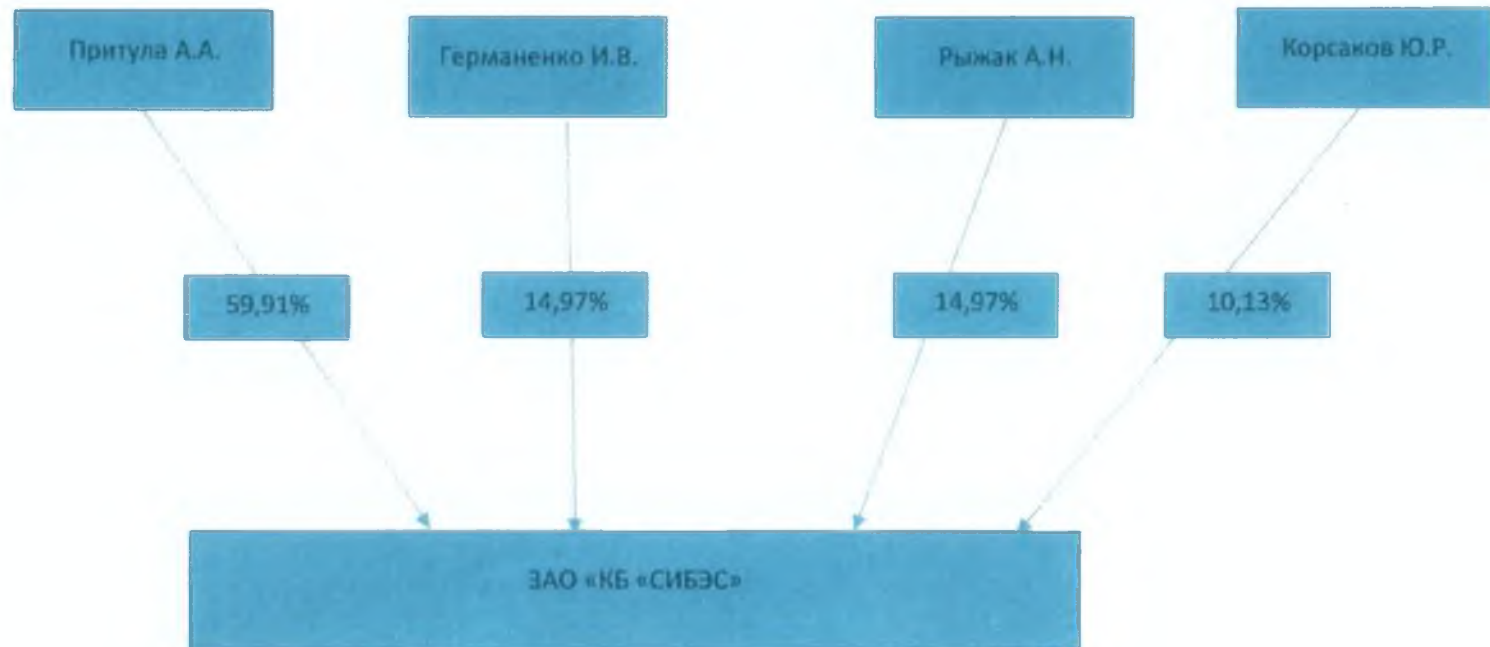 Притула А.А.
Германенко И.В.
Рыжак А.Н.
Корсаков Ю.Р.
59,91%
14,97%
14,97%
10,13%
ЗАО «КБ «СИБЭС»